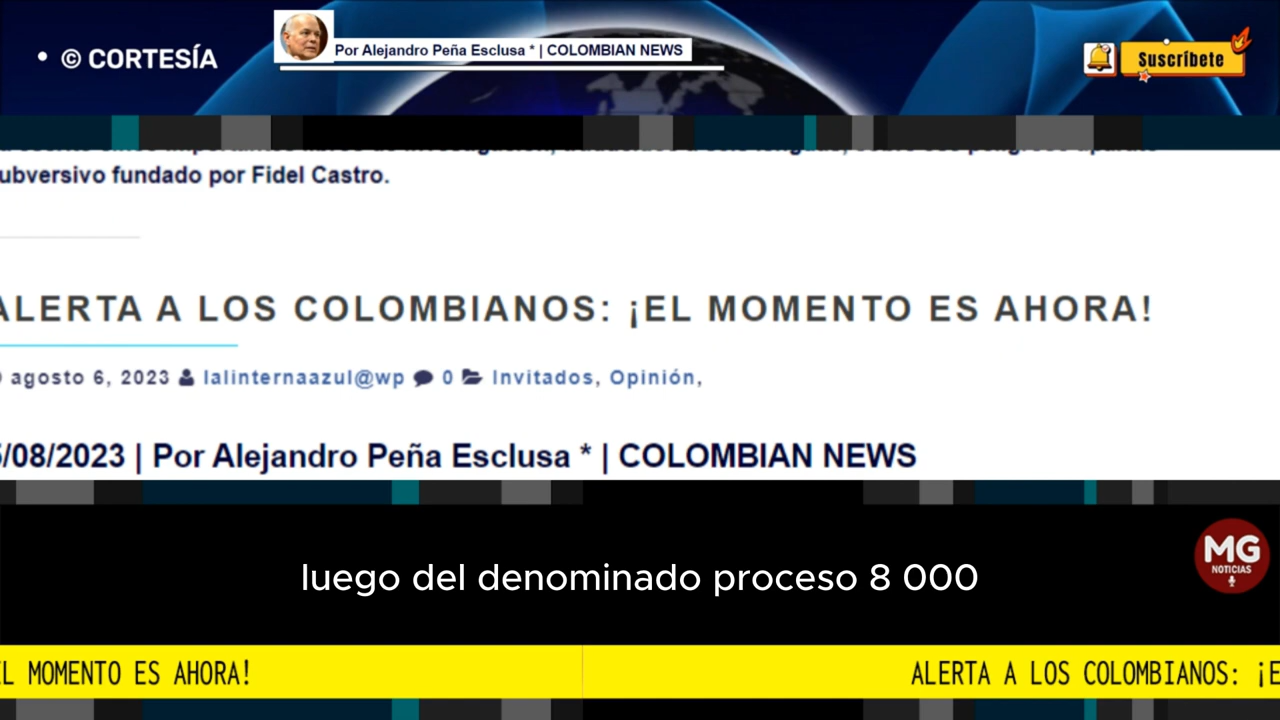 • © CORTESÍA
Por Alejandro Peña Esclusa * | COLOMBIAN NEWS
Suscríbete
ubversivo fundado por Fidel Castro.
ALERTA A LOS COLOMBIANOS: ¡EL MOMENTO ES AHORA!
agosto 6, 2023 lalinternaazul@wp 0 Invitados, Opinión,
5/08/2023 | Por Alejandro Peña Esclusa * | COLOMBIAN NEWS
MG
NOTICIAS
luego del denominado proceso 8 000
EL MOMENTO ES AHORA!
ALERTA A LOS COLOMBIANOS: ¡E